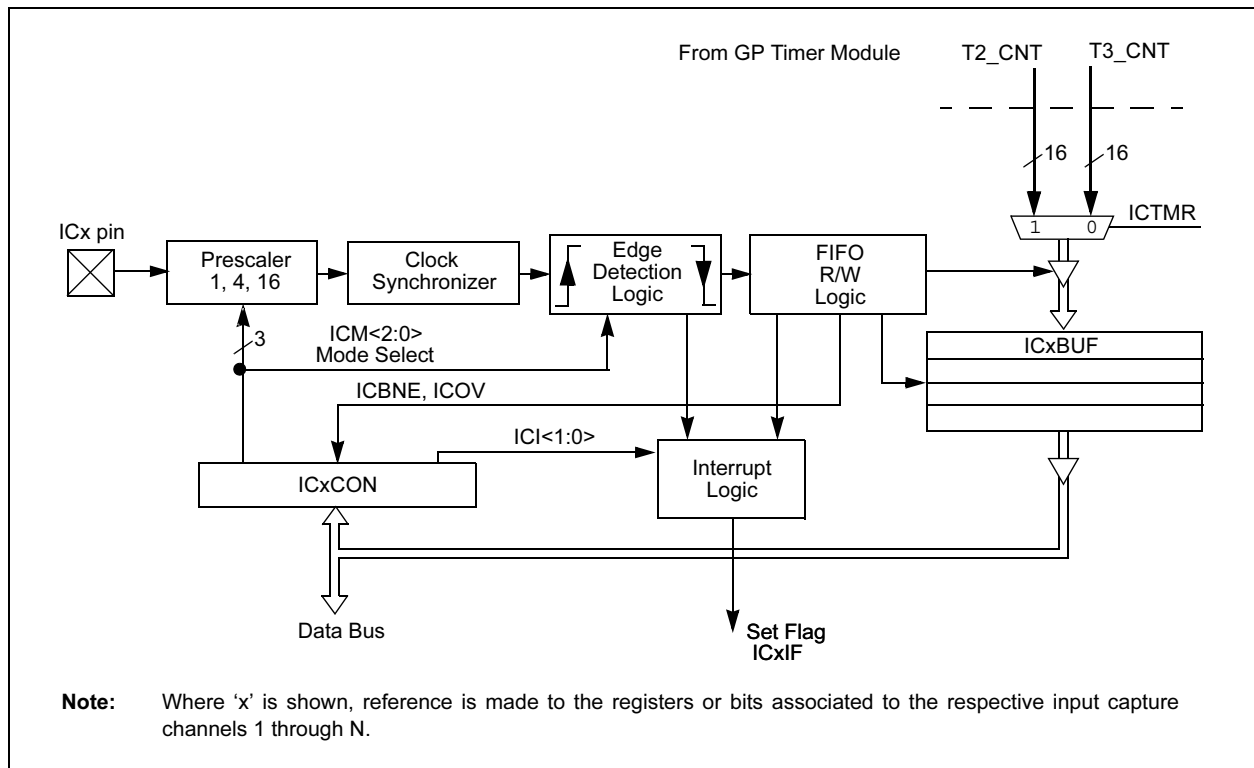 From GP Timer Module
T2_CNT
T3_CNT
16
16
1
0
ICTMR
ICx pin
Prescaler
1, 4, 16
Clock
Synchronizer
Edge
Detection
Logic
FIFO
R/W
Logic
ICxBUF
3
ICM<2:0>
Mode Select
ICBNE, ICOV
ICI<1:0>
Interrupt
Logic
ICxCON
Data Bus
Set Flag
ICxIF
Note: Where ‘x’ is shown, reference is made to the registers or bits associated to the respective input capture
channels 1 through N.